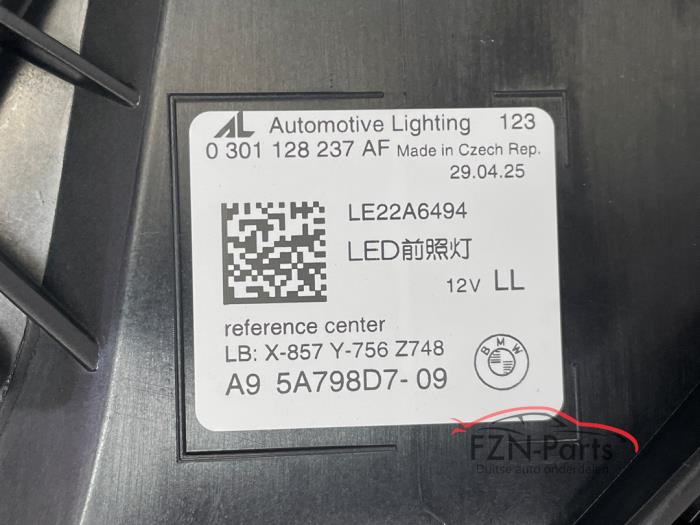 AL Automotive Lighting 123
0 301 128 237 AF Made in Czech Rep.
29.04.25
LE22A6494
LED前照灯
12V LL
reference center
LB: X-857 Y-756 Z748
A9 5A798D7-09
BMW
FZN-Parts
Duitse auto onderdelen